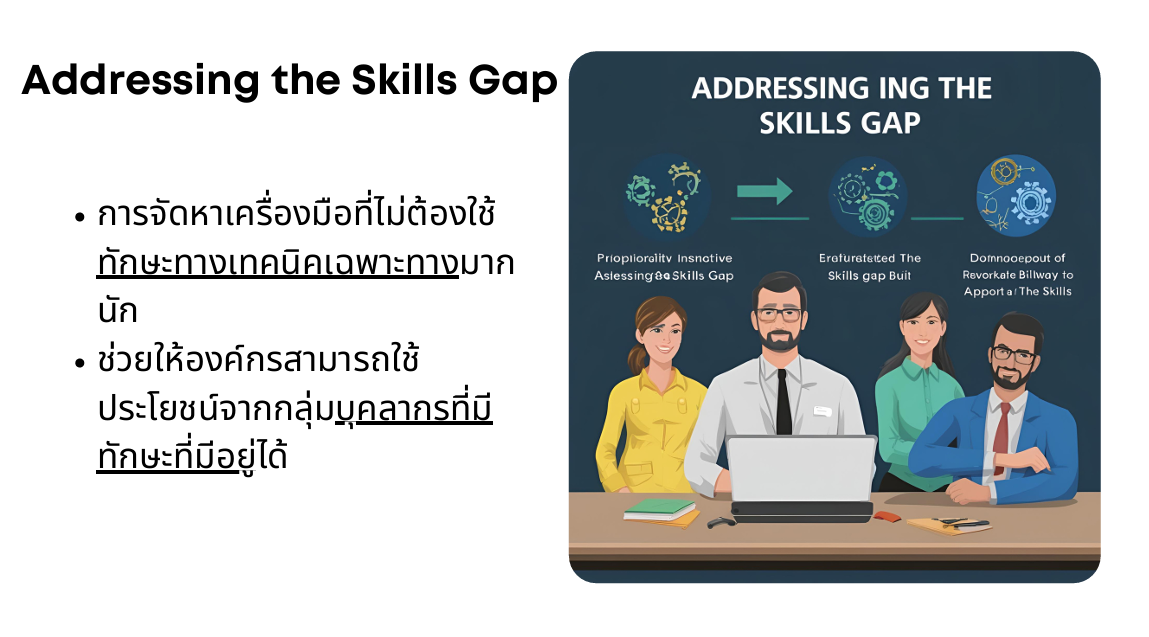 Addressing the Skills Gap
• การจัดหาเครื่องมือที่ไม่ต้องใช้
ทักษะทางเทคนิคเฉพาะทางมาก
นัก
• ช่วยให้องค์กรสามารถใช้
ประโยชน์จากกลุ่มบุคลากรที่มี
ทักษะที่มีอยู่ได้
ADDRESSING ING THE
SKILLS GAP
Skills Gap
The
Skills gap Buit
of
to
The Skills